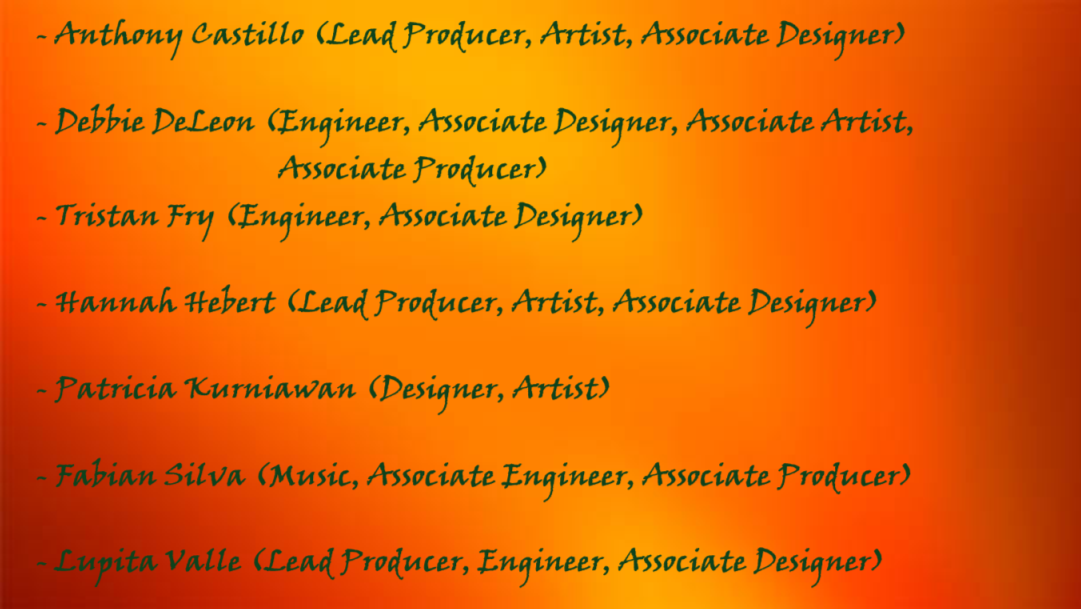 - Anthony Castillo (Lead Producer, Artist, Associate Designer)
- Debbie DeLeon (Engineer, Associate Designer, Associate Artist,
Associate Producer)
- Tristan Fry (Engineer, Associate Designer)
- Hannah Hebert (Lead Producer, Artist, Associate Designer)
- Patricia Kurniawan (Designer, Artist)
- Fabian Silva (Music, Associate Engineer, Associate Producer)
- Lupita Valle (Lead Producer, Engineer, Associate Designer)